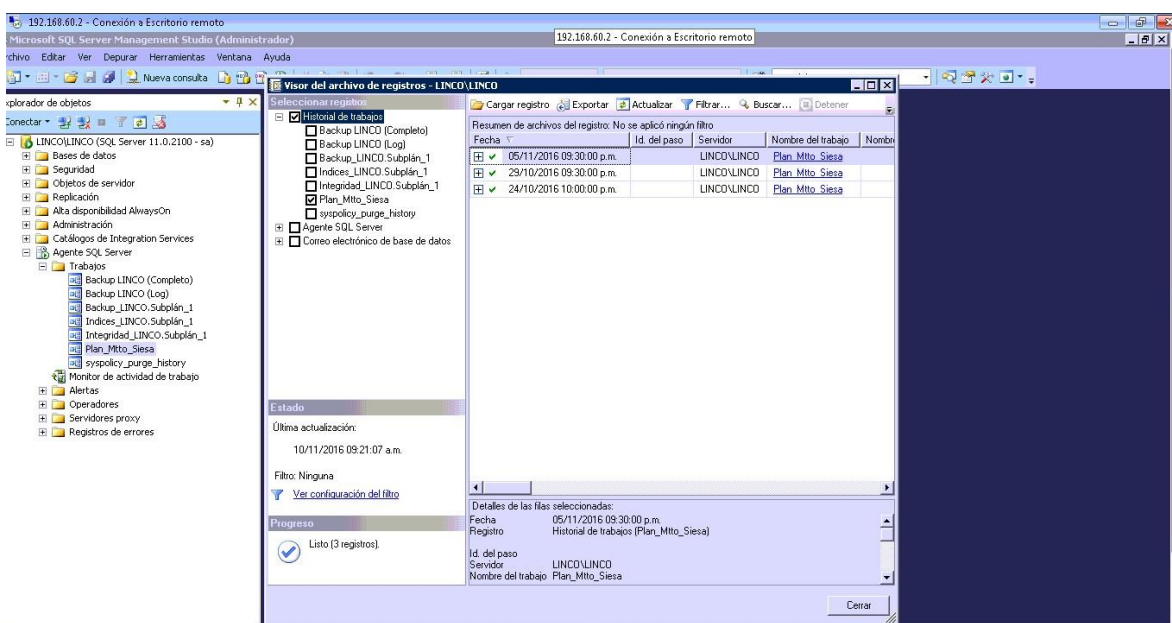 192.168.60.2 - Conexión a Escritorio remoto
Microsoft SQL Server Management Studio (Administrador)
192.168.60.2 - Conexión a Escritorio remoto
rchivo Editar Ver Depurar Herramientas Ventana Ayuda
Nueva consulta
xplorador de objetos
Conectar
LINCO\LINCO (SQL Server 11.0.2100 - sa)
Bases de datos
Seguridad
Objetos de servidor
Replicación
Alta disponibilidad AlwaysOn
Administración
Catálogos de Integration Services
Agente SQL Server
Trabajos
Backup LINCO (Completo)
Backup LINCO (Log)
Backup_LINCO.Subplán_1
Indices_LINCO.Subplán_1
Integridad_LINCO.Subplán_1
Plan_Mtto_Siesa
syspolicy_purge_history
Monitor de actividad de trabajo
Alertas
Operadores
Servidores proxy
Registros de errores
Visor del archivo de registros - LINCO\LINCO
Seleccionar registros
Historial de trabajos
Backup LINCO (Completo)
Backup LINCO (Log)
Backup_LINCO.Subplán_1
Indices_LINCO.Subplán_1
Integridad_LINCO.Subplán_1
Plan_Mtto_Siesa
syspolicy_purge_history
Agente SQL Server
Correo electrónico de base de datos
Estado
Última actualización:
10/11/2016 09:21:07 a.m.
Filtro: Ninguna
Ver configuración del filtro
Progreso
Listo (3 registros).
Cargar registro Exportar Actualizar Filtrar... Buscar... Detener
Resumen de archivos del registro: No se aplicó ningún filtro
Fecha Id. del paso Servidor Nombre del trabajo Nombr
05/11/2016 09:30:00 p.m. LINCO\LINCO Plan_Mtto_Siesa
29/10/2016 09:30:00 p.m. LINCO\LINCO Plan_Mtto_Siesa
24/10/2016 10:00:00 p.m. LINCO\LINCO Plan_Mtto_Siesa
Detalles de las filas seleccionadas:
Fecha 05/11/2016 09:30:00 p.m.
Registro Historial de trabajos (Plan_Mtto_Siesa)
Id. del paso
Servidor LINCO\LINCO
Nombre del trabajo Plan_Mtto_Siesa
Cerrar